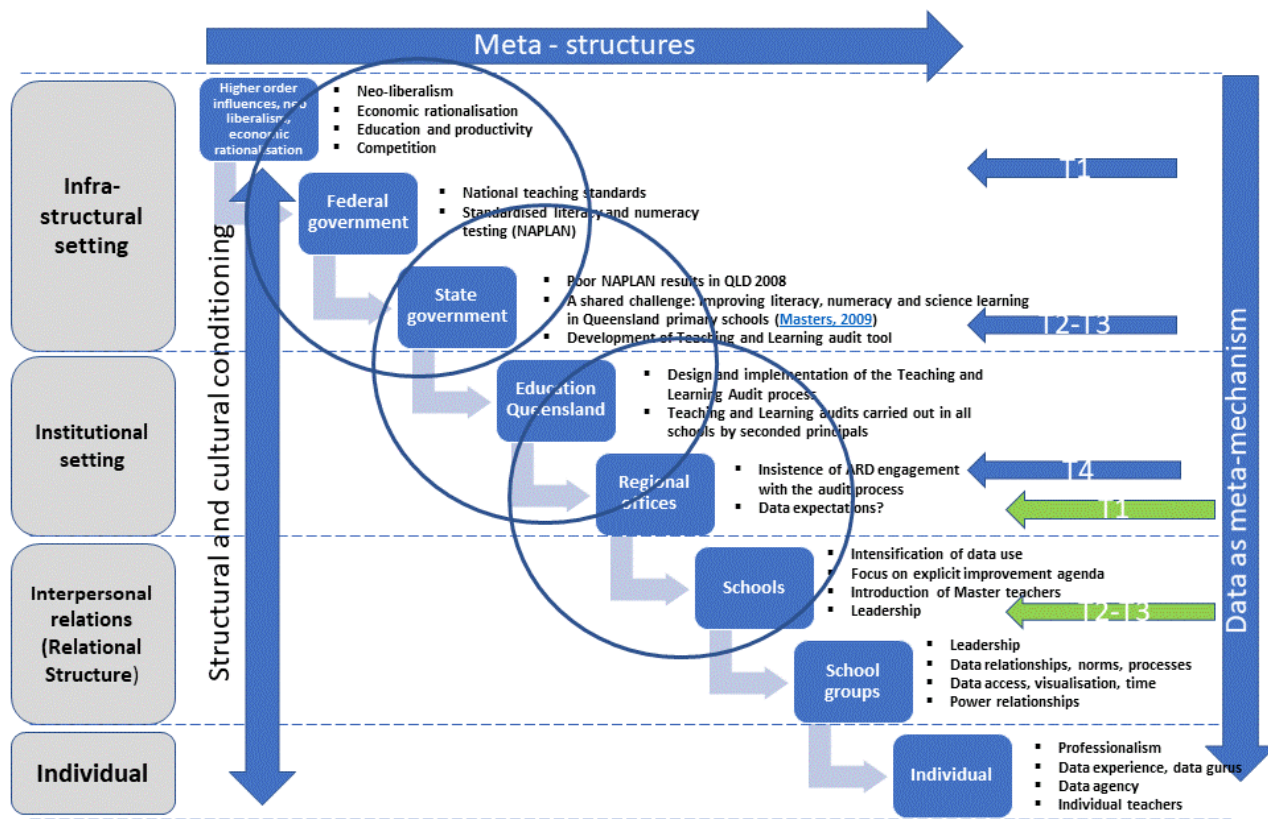 Meta - structures
Higher order
influences, neo
liberalism,
economic
rationalisation
▪ Neo-liberalism
▪ Economic rationalisation
▪ Education and productivity
▪ Competition
Infra-
structural
setting
T1
Federal
government
▪ National teaching standards
▪ Standardised literacy and numeracy
testing (NAPLAN)
State
government
▪ Poor NAPLAN results in QLD 2008
▪ A shared challenge: improving literacy, numeracy and science learning
in Queensland primary schools (Masters, 2009)
▪ Development of Teaching and Learning audit tool
T2-T3
Structural and cultural conditioning
Data as meta-mechanism
Institutional
setting
Education
Queensland
▪ Design and implementation of the Teaching and
Learning Audit process
▪ Teaching and Learning audits carried out in all
schools by seconded principals
Regional
offices
▪ Insistence of ARD engagement
with the audit process
▪ Data expectations?
T4
T1
Interpersonal
relations
(Relational
Structure)
Schools
▪ Intensification of data use
▪ Focus on explicit improvement agenda
▪ Introduction of Master teachers
▪ Leadership
T2-T3
School
groups
▪ Leadership
▪ Data relationships, norms, processes
▪ Data access, visualisation, time
▪ Power relationships
Individual
Individual
▪ Professionalism
▪ Data experience, data gurus
▪ Data agency
▪ Individual teachers